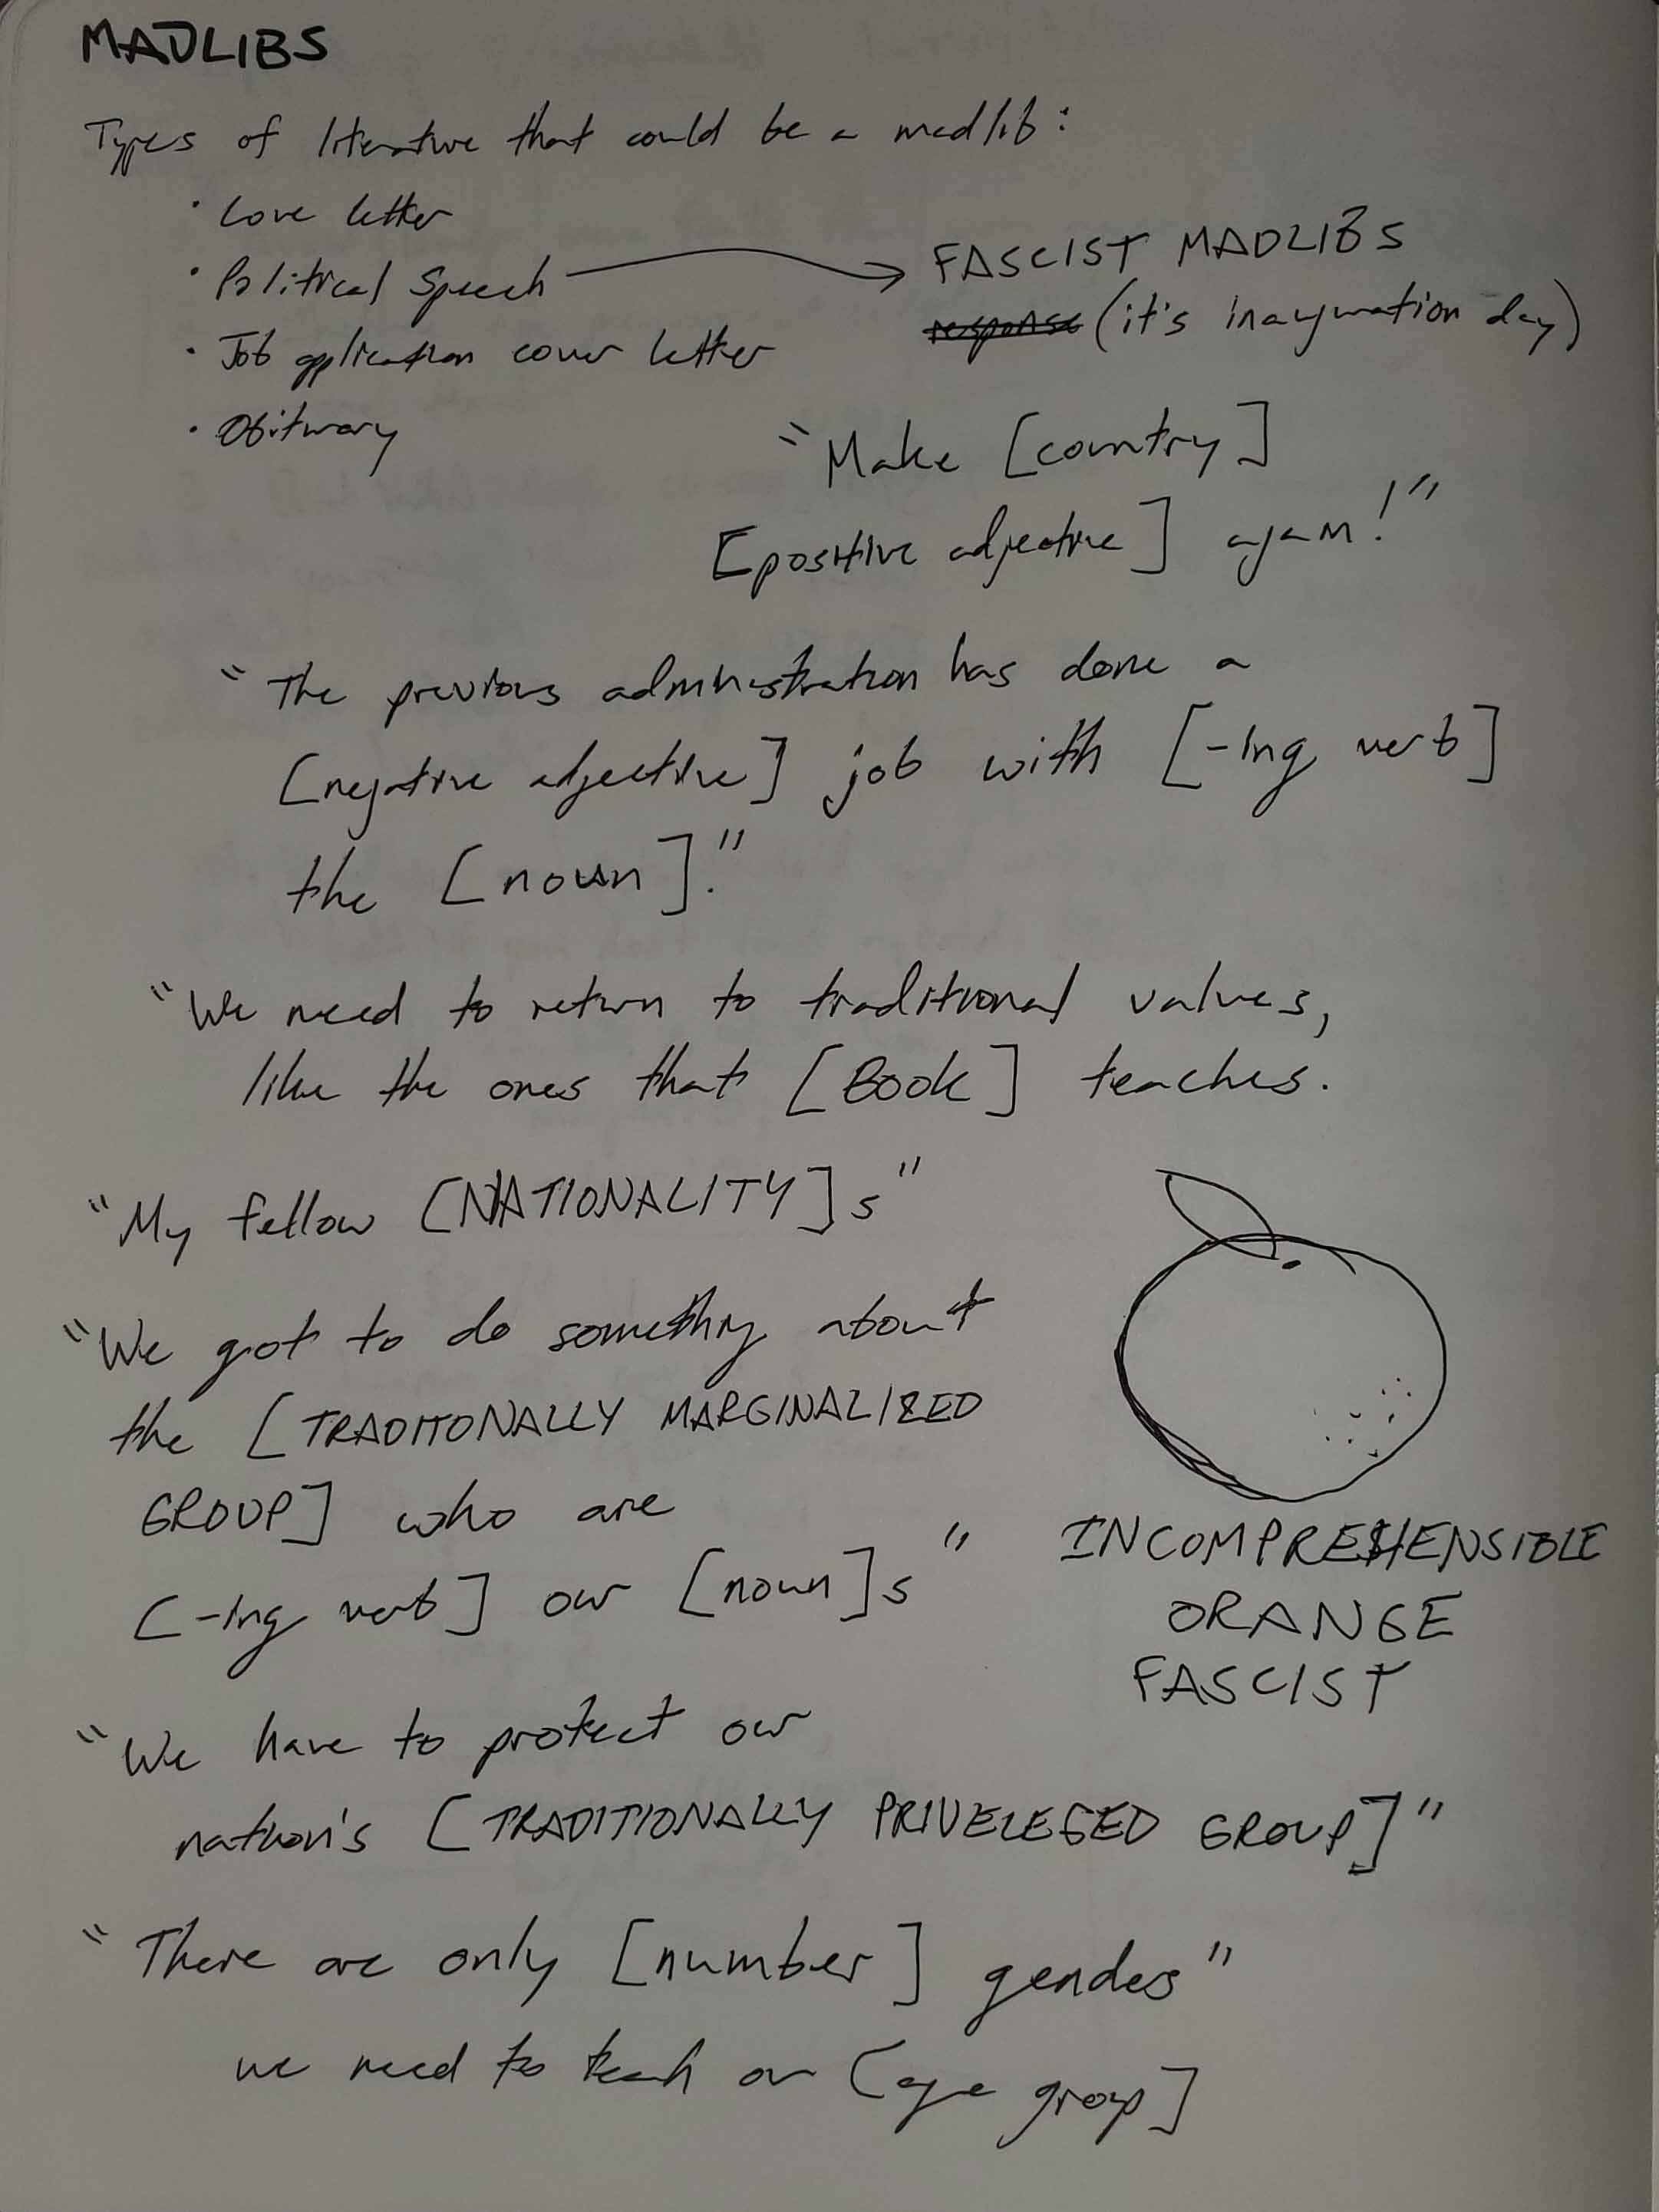 MADLIBS
Types of literature that could be a madlib:
· Love letter
· Political Speech
FASCIST MADLIBS
response (it's inauguration day)
· Job application cover letter
· Obituary
"Make [country]
[positive adjective] again!"
"The previous administration has done a
[negative adjective] job with [-ing verb]
the [noun]."
"We need to return to traditional values,
like the ones that [Book] teaches.
"My fellow [NATIONALITY]s"
"We got to do something about
the [TRADITONALLY MARGINALIZED
GROUP] who are
[-ing verb] our [noun]s"
INCOMPREHENSIBLE
ORANGE
FASCIST
"We have to protect our
nation's [TRADITIONALLY PRIVELEGED GROUP]"
"There are only [number] genders"
we need to teach our [age group]